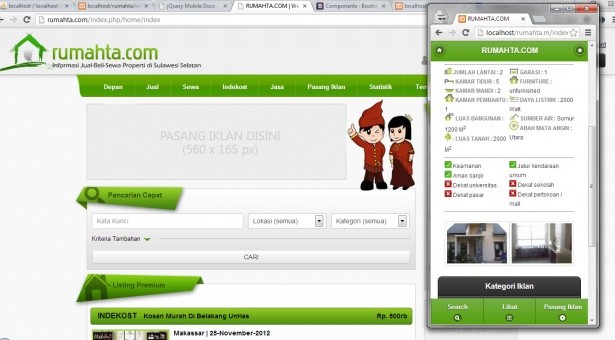 localhost / localhost /
localhost/rumahta/in
jQuery Mobile Docs -
RUMAHTA.COM | We
Components · Bootst
rumahta.com/index.php/home/index
rumahta.com
Informasi Jual-Beli-Sewa Properti di Sulawesi Selatan
Depan
Jual
Sewa
Indekost
Jasa
Pasang Iklan
Statistik
Ten
PASANG IKLAN DISINI
(560 x 165 px)
Pencarian Cepat
Kata Kunci
Lokasi (semua)
Kategori (semua)
Kriteria Tambahan
CARI
Listing Premium
INDEKOST Kosan Murah Di Belakang UnHas Rp. 500rb
Makassar | 25-November-2012
RUMAHTA.COM
localhost/rumahta.m/index
RUMAHTA.COM
JUMLAH LANTAI : 2
KAMAR TIDUR : 5
KAMAR MANDI : 2
KAMAR PEMBANTU :
1
LUAS BANGUNAN :
1200 M2
LUAS TANAH : 2000
M2
GARASI : 1
FURNITURE :
unfurnished
DAYA LISTRIK : 2000
Watt
SUMBER AIR : Sumur
ARAH MATA ANGIN :
Utara
Keamanan
Aman banjir
Dekat universitas
Dekat pasar
Jalur kendaraan
umum
Dekat sekolah
Dekat pertokoan /
mall
Kategori Iklan
Search
Lihat
Pasang Iklan